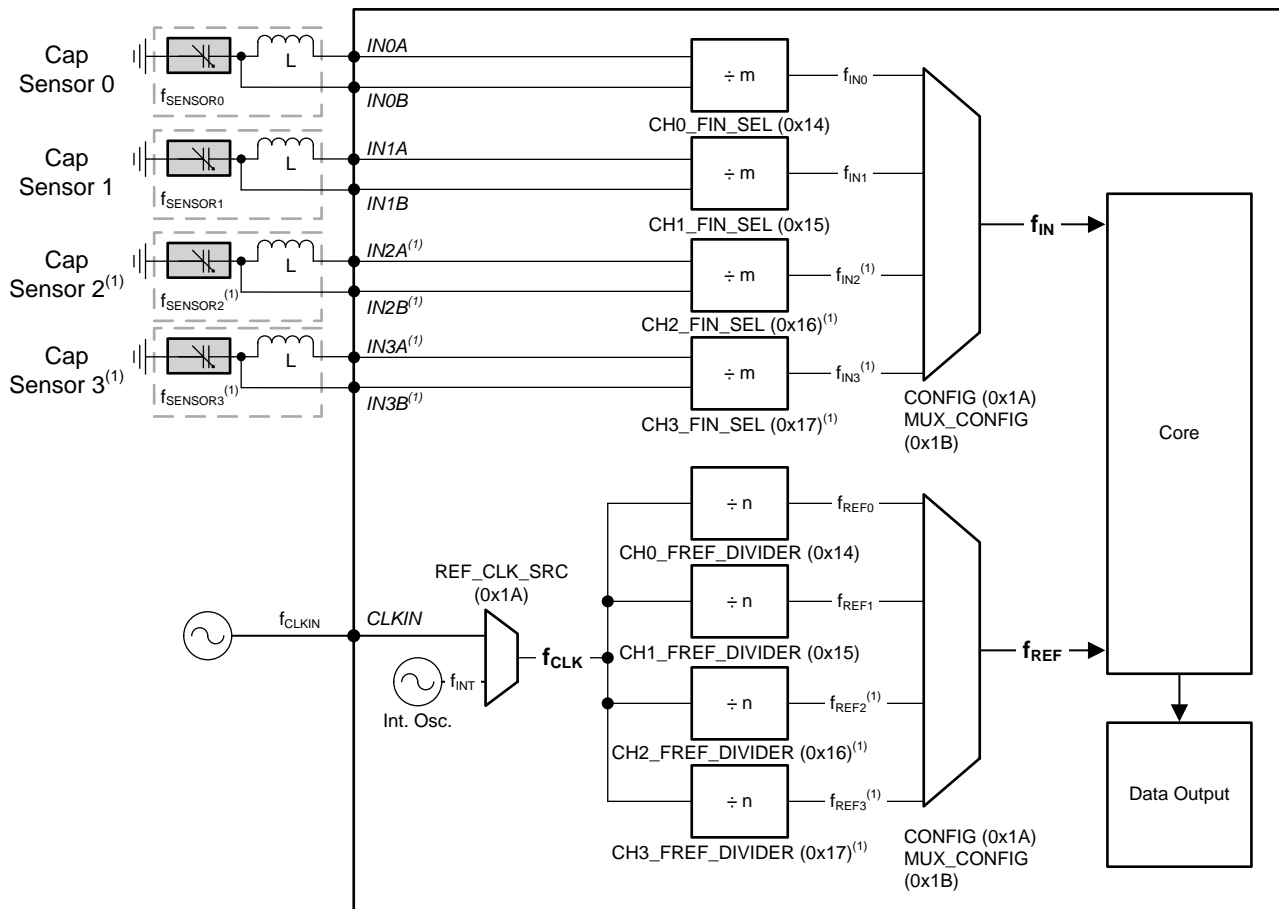 Cap
Sensor 0
L
fSENSOR0
IN0A
IN0B
÷ m
fIN0
CH0_FIN_SEL (0x14)
Cap
Sensor 1
L
fSENSOR1
IN1A
IN1B
÷ m
fIN1
CH1_FIN_SEL (0x15)
Cap
Sensor 2(1)
L
fSENSOR2(1)
IN2A(1)
IN2B(1)
÷ m
fIN2(1)
CH2_FIN_SEL (0x16)(1)
Cap
Sensor 3(1)
L
fSENSOR3(1)
IN3A(1)
IN3B(1)
÷ m
fIN3(1)
CH3_FIN_SEL (0x17)(1)
CONFIG (0x1A)
MUX_CONFIG
(0x1B)
fIN
Core
fCLKIN
CLKIN
REF_CLK_SRC
(0x1A)
fINT
Int. Osc.
fCLK
÷ n
fREF0
CH0_FREF_DIVIDER (0x14)
÷ n
fREF1
CH1_FREF_DIVIDER (0x15)
÷ n
fREF2(1)
CH2_FREF_DIVIDER (0x16)(1)
÷ n
fREF3(1)
CH3_FREF_DIVIDER (0x17)(1)
CONFIG (0x1A)
MUX_CONFIG
(0x1B)
fREF
Data Output